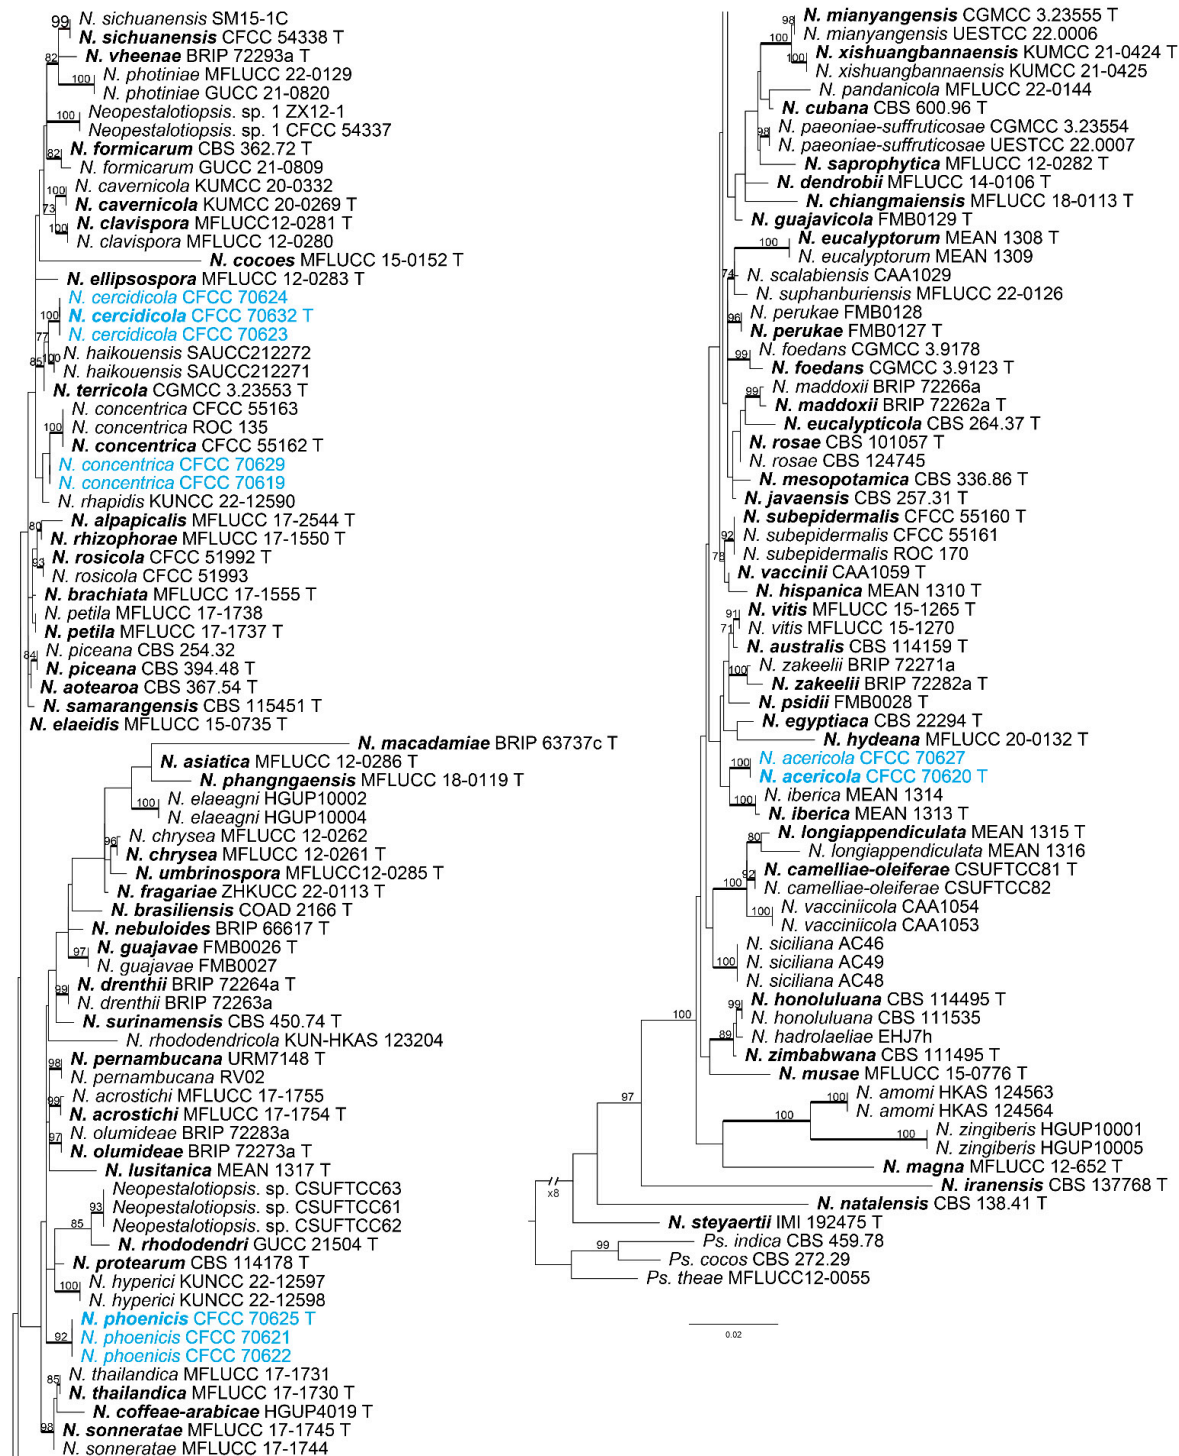 N. sichuanensis SM15-1C
99
N. sichuanensis CFCC 54338 T
N. vheenae BRIP 72293a T
82
N. photiniae MFLUCC 22-0129
100
N. photiniae GUCC 21-0820
Neopestalotiopsis. sp. 1 ZX12-1
100
Neopestalotiopsis. sp. 1 CFCC 54337
N. formicarum CBS 362.72 T
82
N. formicarum GUCC 21-0809
N. cavernicola KUMCC 20-0332
100
N. cavernicola KUMCC 20-0269 T
73
N. clavispora MFLUCC12-0281 T
100
N. clavispora MFLUCC 12-0280
N. cocoes MFLUCC 15-0152 T
N. ellipsospora MFLUCC 12-0283 T
N. cercidicola CFCC 70624
100
N. cercidicola CFCC 70632 T
N. cercidicola CFCC 70623
77
N. haikouensis SAUCC212272
85
100
N. haikouensis SAUCC212271
N. terricola CGMCC 3.23553 T
N. concentrica CFCC 55163
N. concentrica ROC 135
100
N. concentrica CFCC 55162 T
N. concentrica CFCC 70629
N. concentrica CFCC 70619
N. rhapidis KUNCC 22-12590
N. alpapicalis MFLUCC 17-2544 T
80
N. rhizophorae MFLUCC 17-1550 T
N. rosicola CFCC 51992 T
93
N. rosicola CFCC 51993
N. brachiata MFLUCC 17-1555 T
N. petila MFLUCC 17-1738
N. petila MFLUCC 17-1737 T
N. piceana CBS 254.32
84
N. piceana CBS 394.48 T
N. aotearoa CBS 367.54 T
N. samarangensis CBS 115451 T
N. elaeidis MFLUCC 15-0735 T
N. macadamiae BRIP 63737c T
N. asiatica MFLUCC 12-0286 T
N. phangngaensis MFLUCC 18-0119 T
N. elaeagni HGUP10002
100
N. elaeagni HGUP10004
N. chrysea MFLUCC 12-0262
96
N. chrysea MFLUCC 12-0261 T
N. umbrinospora MFLUCC12-0285 T
N. fragariae ZHKUCC 22-0113 T
N. brasiliensis COAD 2166 T
N. nebuloides BRIP 66617 T
N. guajavae FMB0026 T
97
N. guajavae FMB0027
N. drenthii BRIP 72264a T
99
N. drenthii BRIP 72263a
N. surinamensis CBS 450.74 T
N. rhododendricola KUN-HKAS 123204
N. pernambucana URM7148 T
98
N. pernambucana RV02
N. acrostichi MFLUCC 17-1755
99
N. acrostichi MFLUCC 17-1754 T
N. olumideae BRIP 72283a
97
N. olumideae BRIP 72273a T
N. lusitanica MEAN 1317 T
Neopestalotiopsis. sp. CSUFTCC63
93
Neopestalotiopsis. sp. CSUFTCC61
Neopestalotiopsis. sp. CSUFTCC62
85
N. rhododendri GUCC 21504 T
N. protearum CBS 114178 T
N. hyperici KUNCC 22-12597
100
N. hyperici KUNCC 22-12598
N. phoenicis CFCC 70625 T
92
N. phoenicis CFCC 70621
N. phoenicis CFCC 70622
N. thailandica MFLUCC 17-1731
85
N. thailandica MFLUCC 17-1730 T
N. coffeae-arabicae HGUP4019 T
98
N. sonneratae MFLUCC 17-1745 T
N. sonneratae MFLUCC 17-1744
N. mianyangensis CGMCC 3.23555 T
98
N. mianyangensis UESTCC 22.0006
100
N. xishuangbannaensis KUMCC 21-0424 T
100
N. xishuangbannaensis KUMCC 21-0425
N. pandanicola MFLUCC 22-0144
N. cubana CBS 600.96 T
N. paeoniae-suffruticosae CGMCC 3.23554
98
N. paeoniae-suffruticosae UESTCC 22.0007
N. saprophytica MFLUCC 12-0282 T
N. dendrobii MFLUCC 14-0106 T
N. chiangmaiensis MFLUCC 18-0113 T
N. guajavicola FMB0129 T
N. eucalyptorum MEAN 1308 T
100
N. eucalyptorum MEAN 1309
74
N. scalabiensis CAA1029
N. suphanburiensis MFLUCC 22-0126
N. perukae FMB0128
96
N. perukae FMB0127 T
N. foedans CGMCC 3.9178
99
N. foedans CGMCC 3.9123 T
N. maddoxii BRIP 72266a
99
N. maddoxii BRIP 72262a T
N. eucalypticola CBS 264.37 T
N. rosae CBS 101057 T
N. rosae CBS 124745
N. mesopotamica CBS 336.86 T
N. javaensis CBS 257.31 T
N. subepidermalis CFCC 55160 T
92
N. subepidermalis CFCC 55161
78
N. subepidermalis ROC 170
N. vaccinii CAA1059 T
N. hispanica MEAN 1310 T
N. vitis MFLUCC 15-1265 T
91
N. vitis MFLUCC 15-1270
71
N. australis CBS 114159 T
N. zakeelii BRIP 72271a
100
N. zakeelii BRIP 72282a T
N. psidii FMB0028 T
N. egyptiaca CBS 22294 T
N. hydeana MFLUCC 20-0132 T
N. acericola CFCC 70627
100
N. acericola CFCC 70620 T
N. iberica MEAN 1314
100
N. iberica MEAN 1313 T
N. longiappendiculata MEAN 1315 T
80
N. longiappendiculata MEAN 1316
N. camelliae-oleiferae CSUFTCC81 T
92
100
N. camelliae-oleiferae CSUFTCC82
N. vacciniicola CAA1054
100
N. vacciniicola CAA1053
N. siciliana AC46
N. siciliana AC49
100
N. siciliana AC48
N. honoluluana CBS 114495 T
99
N. honoluluana CBS 111535
100
N. hadrolaeliae EHJ7h
89
N. zimbabwana CBS 111495 T
N. musae MFLUCC 15-0776 T
N. amomi HKAS 124563
100
97
N. amomi HKAS 124564
100
N. zingiberis HGUP10001
100
N. zingiberis HGUP10005
N. magna MFLUCC 12-652 T
N. iranensis CBS 137768 T
x8
N. natalensis CBS 138.41 T
N. steyaertii IMI 192475 T
Ps. indica CBS 459.78
99
Ps. cocos CBS 272.29
Ps. theae MFLUCC12-0055
0.02